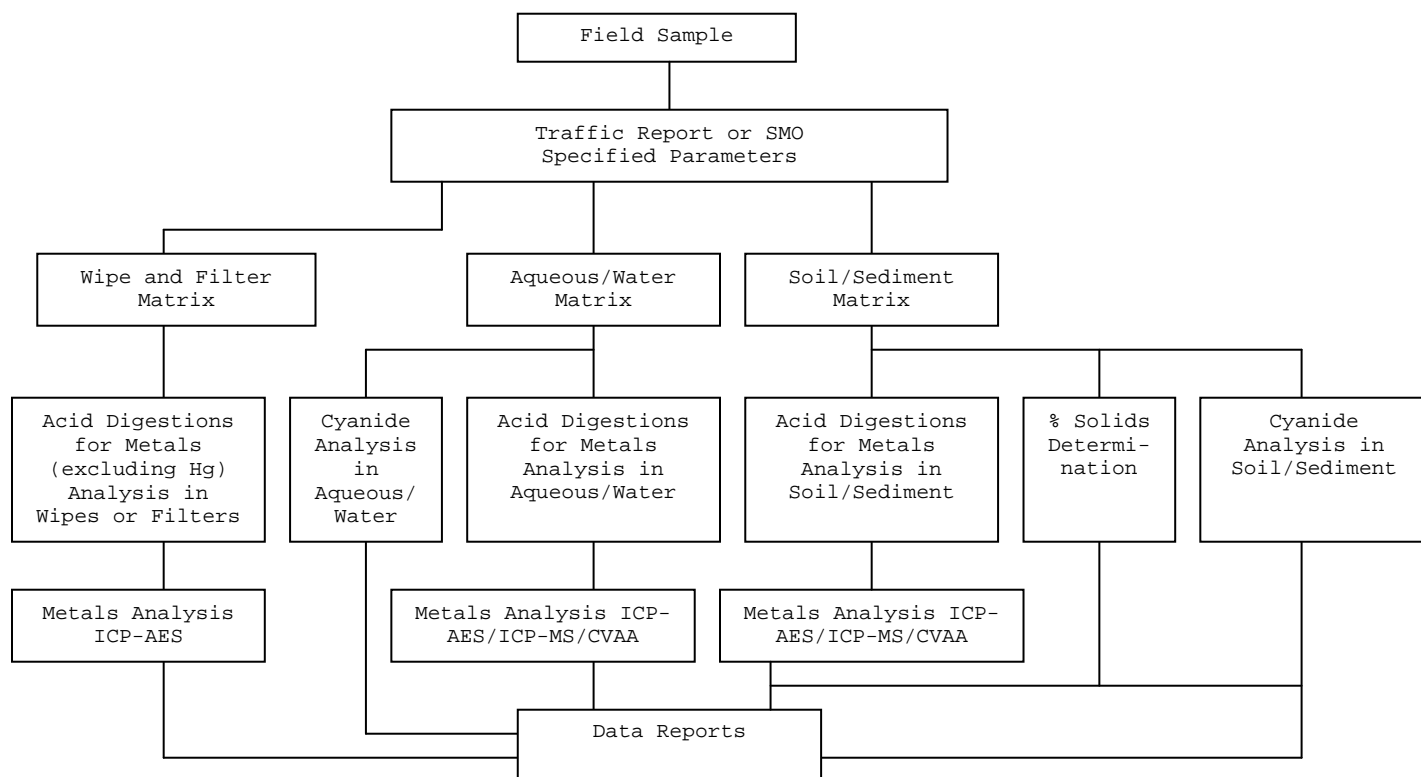 Field Sample
Traffic Report or SMO
Specified Parameters
Wipe and Filter
Matrix
Aqueous/Water
Matrix
Soil/Sediment
Matrix
Acid Digestions
for Metals
(excluding Hg)
Analysis in
Wipes or Filters
Cyanide
Analysis
in
Aqueous/
Water
Acid Digestions
for Metals
Analysis in
Aqueous/Water
Acid Digestions
for Metals
Analysis in
Soil/Sediment
% Solids
Determi-
nation
Cyanide
Analysis in
Soil/Sediment
Metals Analysis
ICP-AES
Metals Analysis ICP-
AES/ICP-MS/CVAA
Metals Analysis ICP-
AES/ICP-MS/CVAA
Data Reports